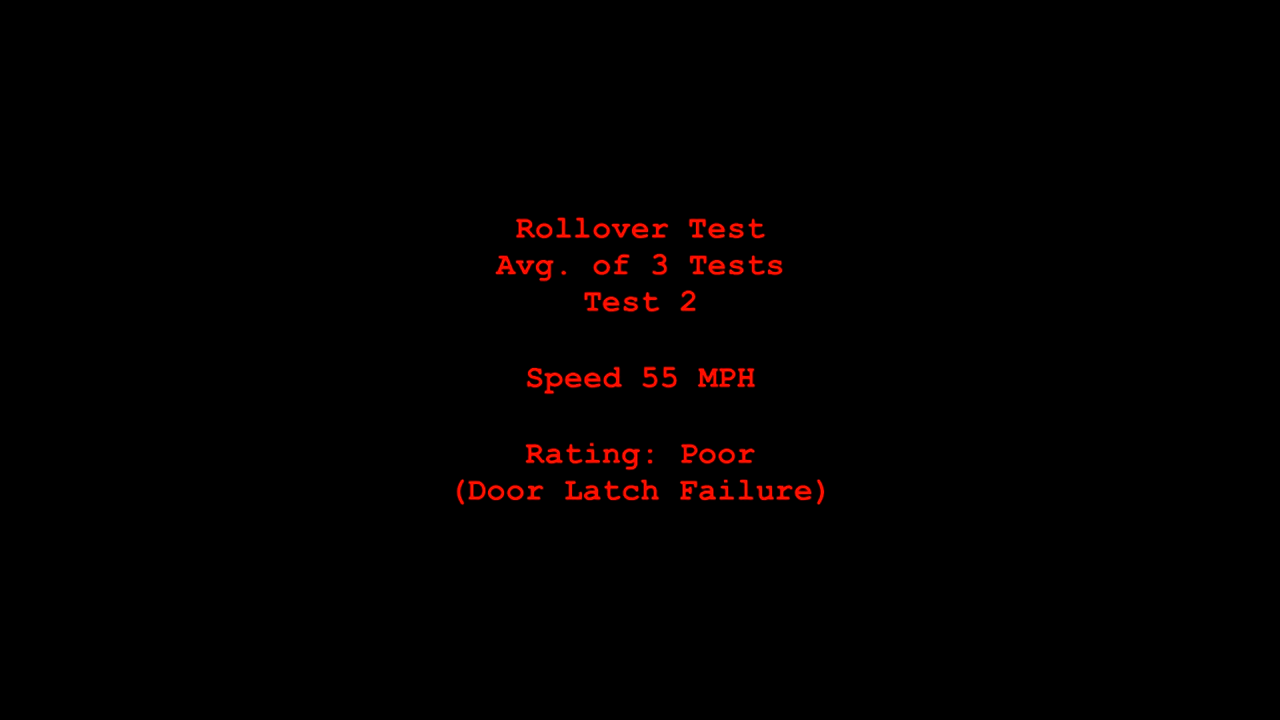 Rollover Test
Avg. of 3 Tests
Test 2
Speed 55 MPH
Rating: Poor
(Door Latch Failure)